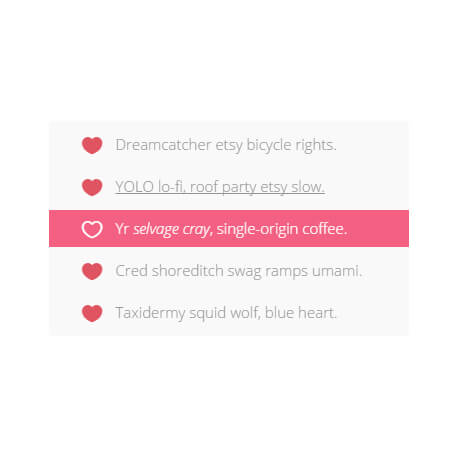 Dreamcatcher etsy bicycle rights.
YOLO lo-fi, roof party etsy slow.
Yr selvage cray, single-origin coffee.
Cred shoreditch swag ramps umami.
Taxidermy squid wolf, blue heart.